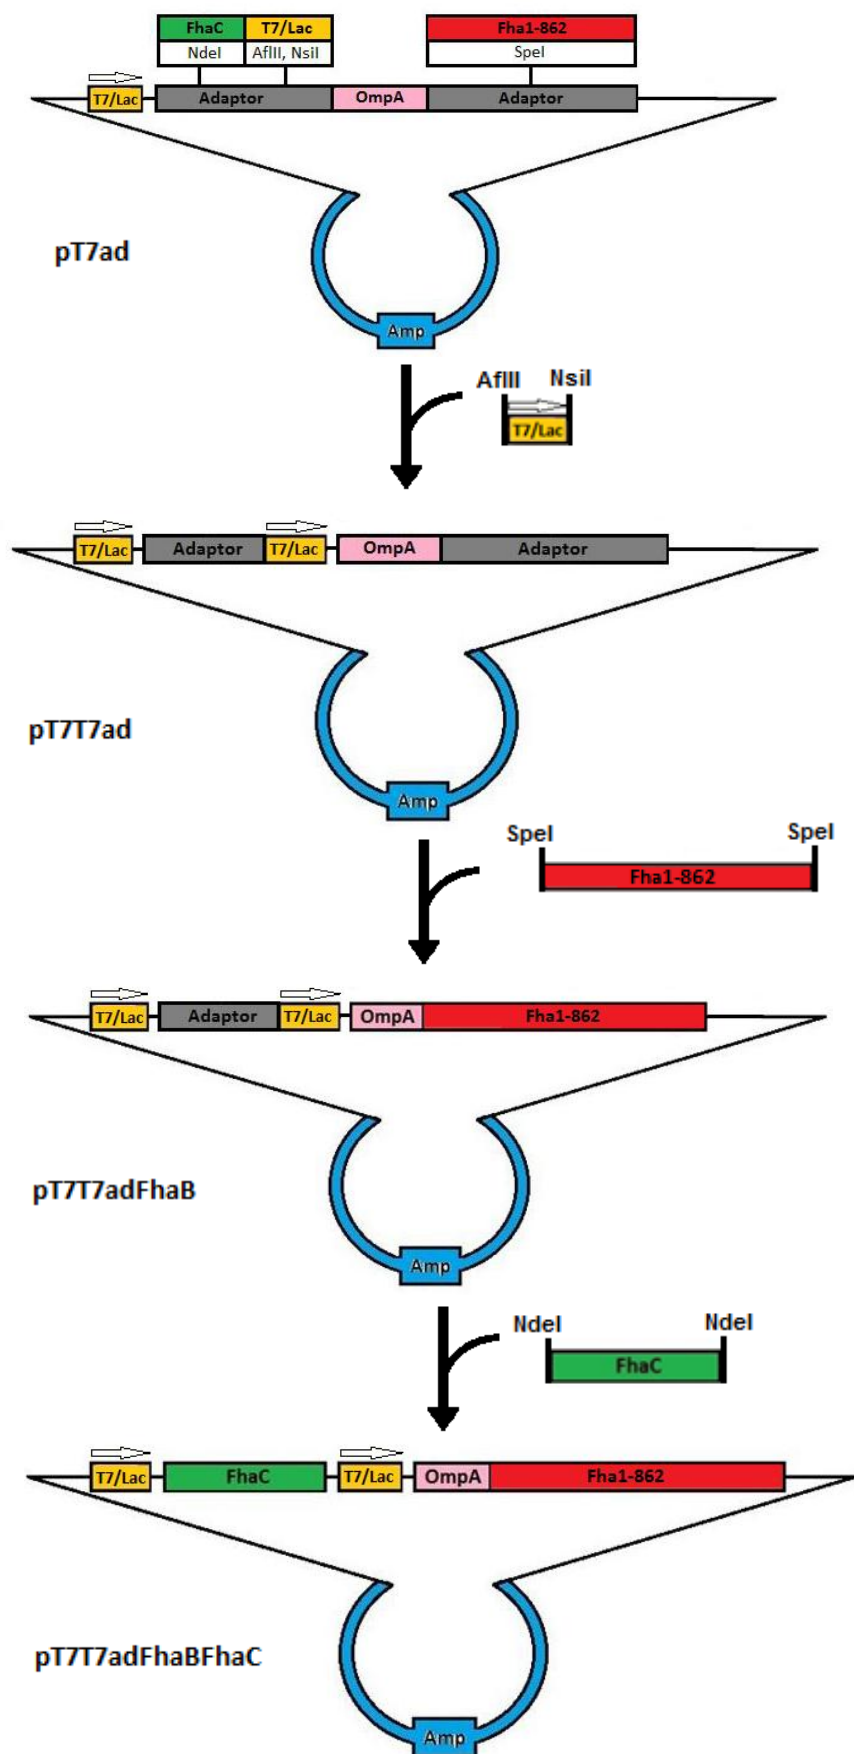 FhaC T7/Lac Fha1-862
NdeI AflII, NsiI SpeI
T7/Lac Adaptor OmpA Adaptor
pT7ad
Amp
AflII NsiI
T7/Lac
T7/Lac Adaptor T7/Lac OmpA Adaptor
pT7T7ad
Amp
SpeI SpeI
Fha1-862
T7/Lac Adaptor T7/Lac OmpA Fha1-862
pT7T7adFhaB
Amp
NdeI NdeI
FhaC
T7/Lac FhaC T7/Lac OmpA Fha1-862
pT7T7adFhaBFhaC
Amp